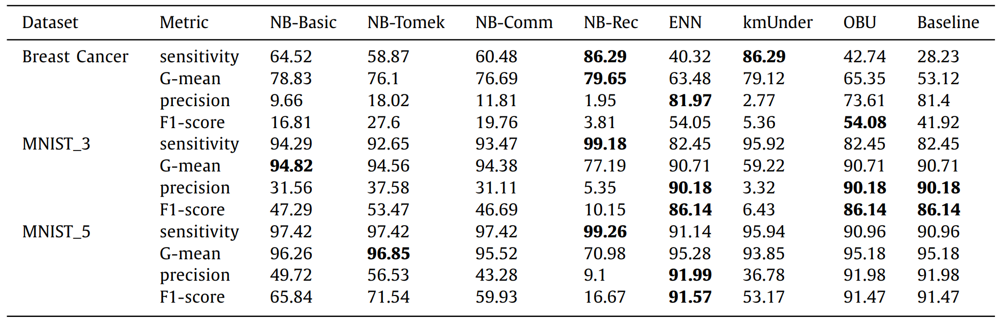 Dataset Metric NB-Basic NB-Tomek NB-Comm NB-Rec ENN kmUnder OBU Baseline
Breast Cancer sensitivity 64.52 58.87 60.48 86.29 40.32 86.29 42.74 28.23
G-mean 78.83 76.1 76.69 79.65 63.48 79.12 65.35 53.12
precision 9.66 18.02 11.81 1.95 81.97 2.77 73.61 81.4
F1-score 16.81 27.6 19.76 3.81 54.05 5.36 54.08 41.92
MNIST_3 sensitivity 94.29 92.65 93.47 99.18 82.45 95.92 82.45 82.45
G-mean 94.82 94.56 94.38 77.19 90.71 59.22 90.71 90.71
precision 31.56 37.58 31.11 5.35 90.18 3.32 90.18 90.18
F1-score 47.29 53.47 46.69 10.15 86.14 6.43 86.14 86.14
MNIST_5 sensitivity 97.42 97.42 97.42 99.26 91.14 95.94 90.96 90.96
G-mean 96.26 96.85 95.52 70.98 95.28 93.85 95.18 95.18
precision 49.72 56.53 43.28 9.1 91.99 36.78 91.98 91.98
F1-score 65.84 71.54 59.93 16.67 91.57 53.17 91.47 91.47